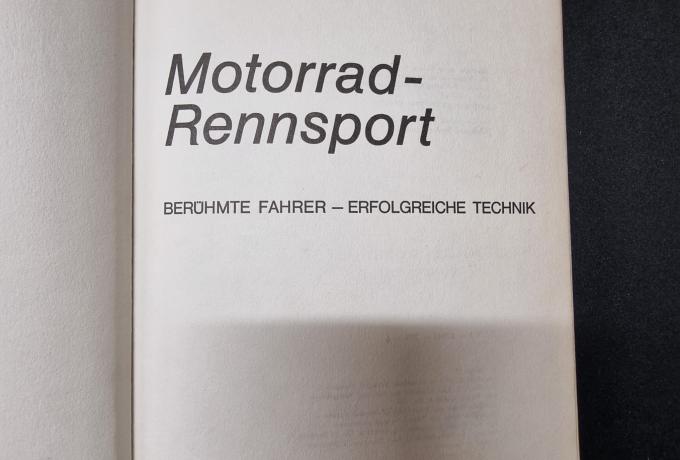 Motorrad-
Rennsport
BERÜHMTE FAHRER – ERFOLGREICHE TECHNIK